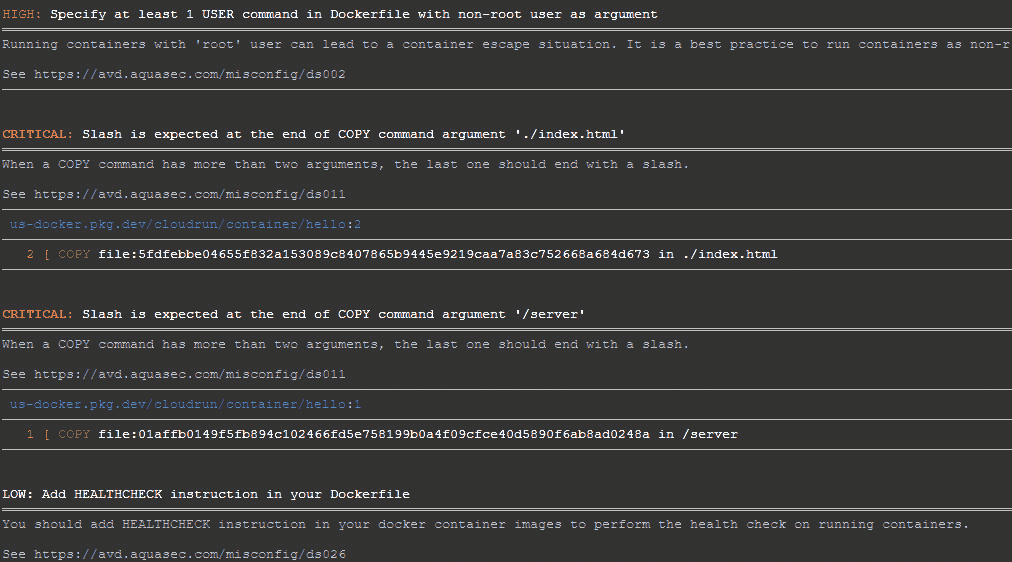 HIGH: Specify at least 1 USER command in Dockerfile with non-root user as argument
Running containers with 'root' user can lead to a container escape situation. It is a best practice to run containers as non-r
See https://avd.aquasec.com/misconfig/ds002
CRITICAL: Slash is expected at the end of COPY command argument './index.html'
When a COPY command has more than two arguments, the last one should end with a slash.
See https://avd.aquasec.com/misconfig/ds011
us-docker.pkg.dev/cloudrun/container/hello:2
2 [ COPY file:5fdfebbe04655f832a153089c8407865b9445e9219caa7a83c752668a684d673 in ./index.html
CRITICAL: Slash is expected at the end of COPY command argument '/server'
When a COPY command has more than two arguments, the last one should end with a slash.
See https://avd.aquasec.com/misconfig/ds011
us-docker.pkg.dev/cloudrun/container/hello:1
1 [ COPY file:01affb0149f5fb894c102466fd5e758199b0a4f09cfce40d5890f6ab8ad0248a in /server
LOW: Add HEALTHCHECK instruction in your Dockerfile
You should add HEALTHCHECK instruction in your docker container images to perform the health check on running containers.
See https://avd.aquasec.com/misconfig/ds026